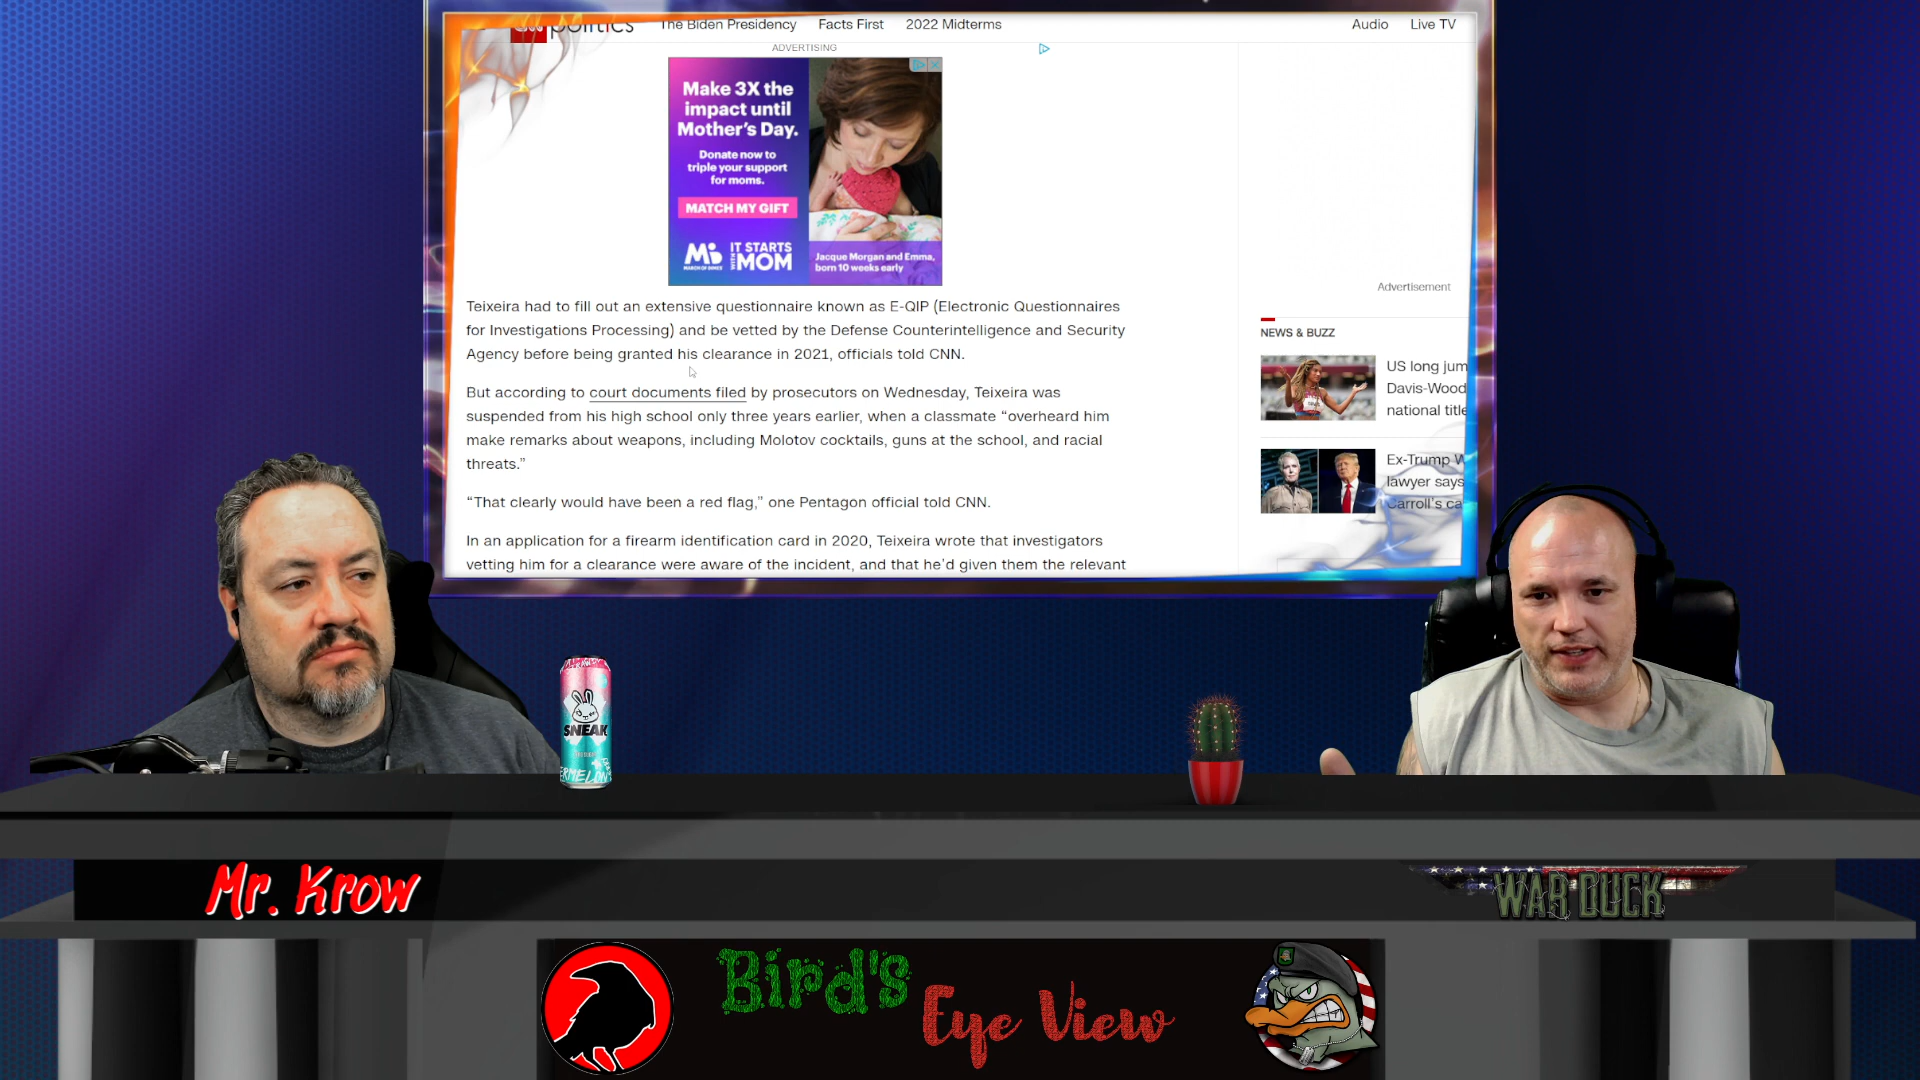 politics
The Biden Presidency
Facts First
2022 Midterms
Audio
Live TV
ADVERTISING
Make 3X the
impact until
Mother's Day.
Donate now to
triple your support
for moms.
MATCH MY GIFT
MARCH OF DIMES
IT STARTS
WITH
MOM
Jacque Morgan and Emma,
born 10 weeks early
Teixeira had to fill out an extensive questionnaire known as E-QIP (Electronic Questionnaires
for Investigations Processing) and be vetted by the Defense Counterintelligence and Security
Agency before being granted his clearance in 2021, officials told CNN.
But according to court documents filed by prosecutors on Wednesday, Teixeira was
suspended from his high school only three years earlier, when a classmate “overheard him
make remarks about weapons, including Molotov cocktails, guns at the school, and racial
threats.”
“That clearly would have been a red flag,” one Pentagon official told CNN.
In an application for a firearm identification card in 2020, Teixeira wrote that investigators
vetting him for a clearance were aware of the incident, and that he’d given them the relevant
Advertisement
NEWS & BUZZ
US long jum
Davis-Wood
national title
Ex-Trump W
lawyer says
Carroll's ca
SNEAK
ERMELON
Mr. Krow
WAR DUCK
Bird's
Eye View